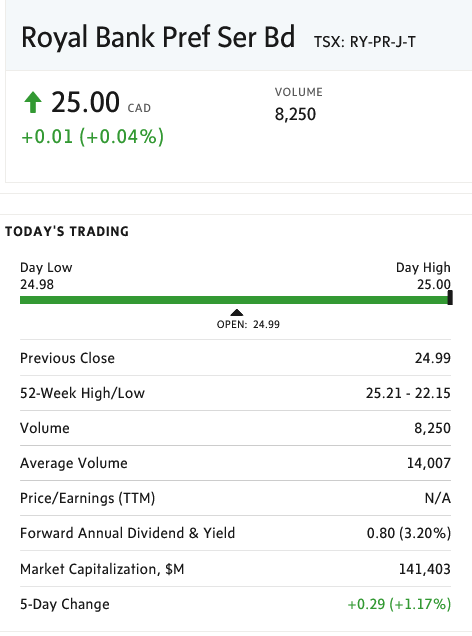 Royal Bank Pref Ser Bd TSX: RY-PR-J-T
25.00 CAD VOLUME
8,250
+0.01 (+0.04%)
TODAY'S TRADING
Day Low Day High
24.98 25.00
OPEN: 24.99
Previous Close 24.99
52-Week High/Low 25.21 - 22.15
Volume 8,250
Average Volume 14,007
Price/Earnings (TTM) N/A
Forward Annual Dividend & Yield 0.80 (3.20%)
Market Capitalization, $M 141,403
5-Day Change +0.29 (+1.17%)